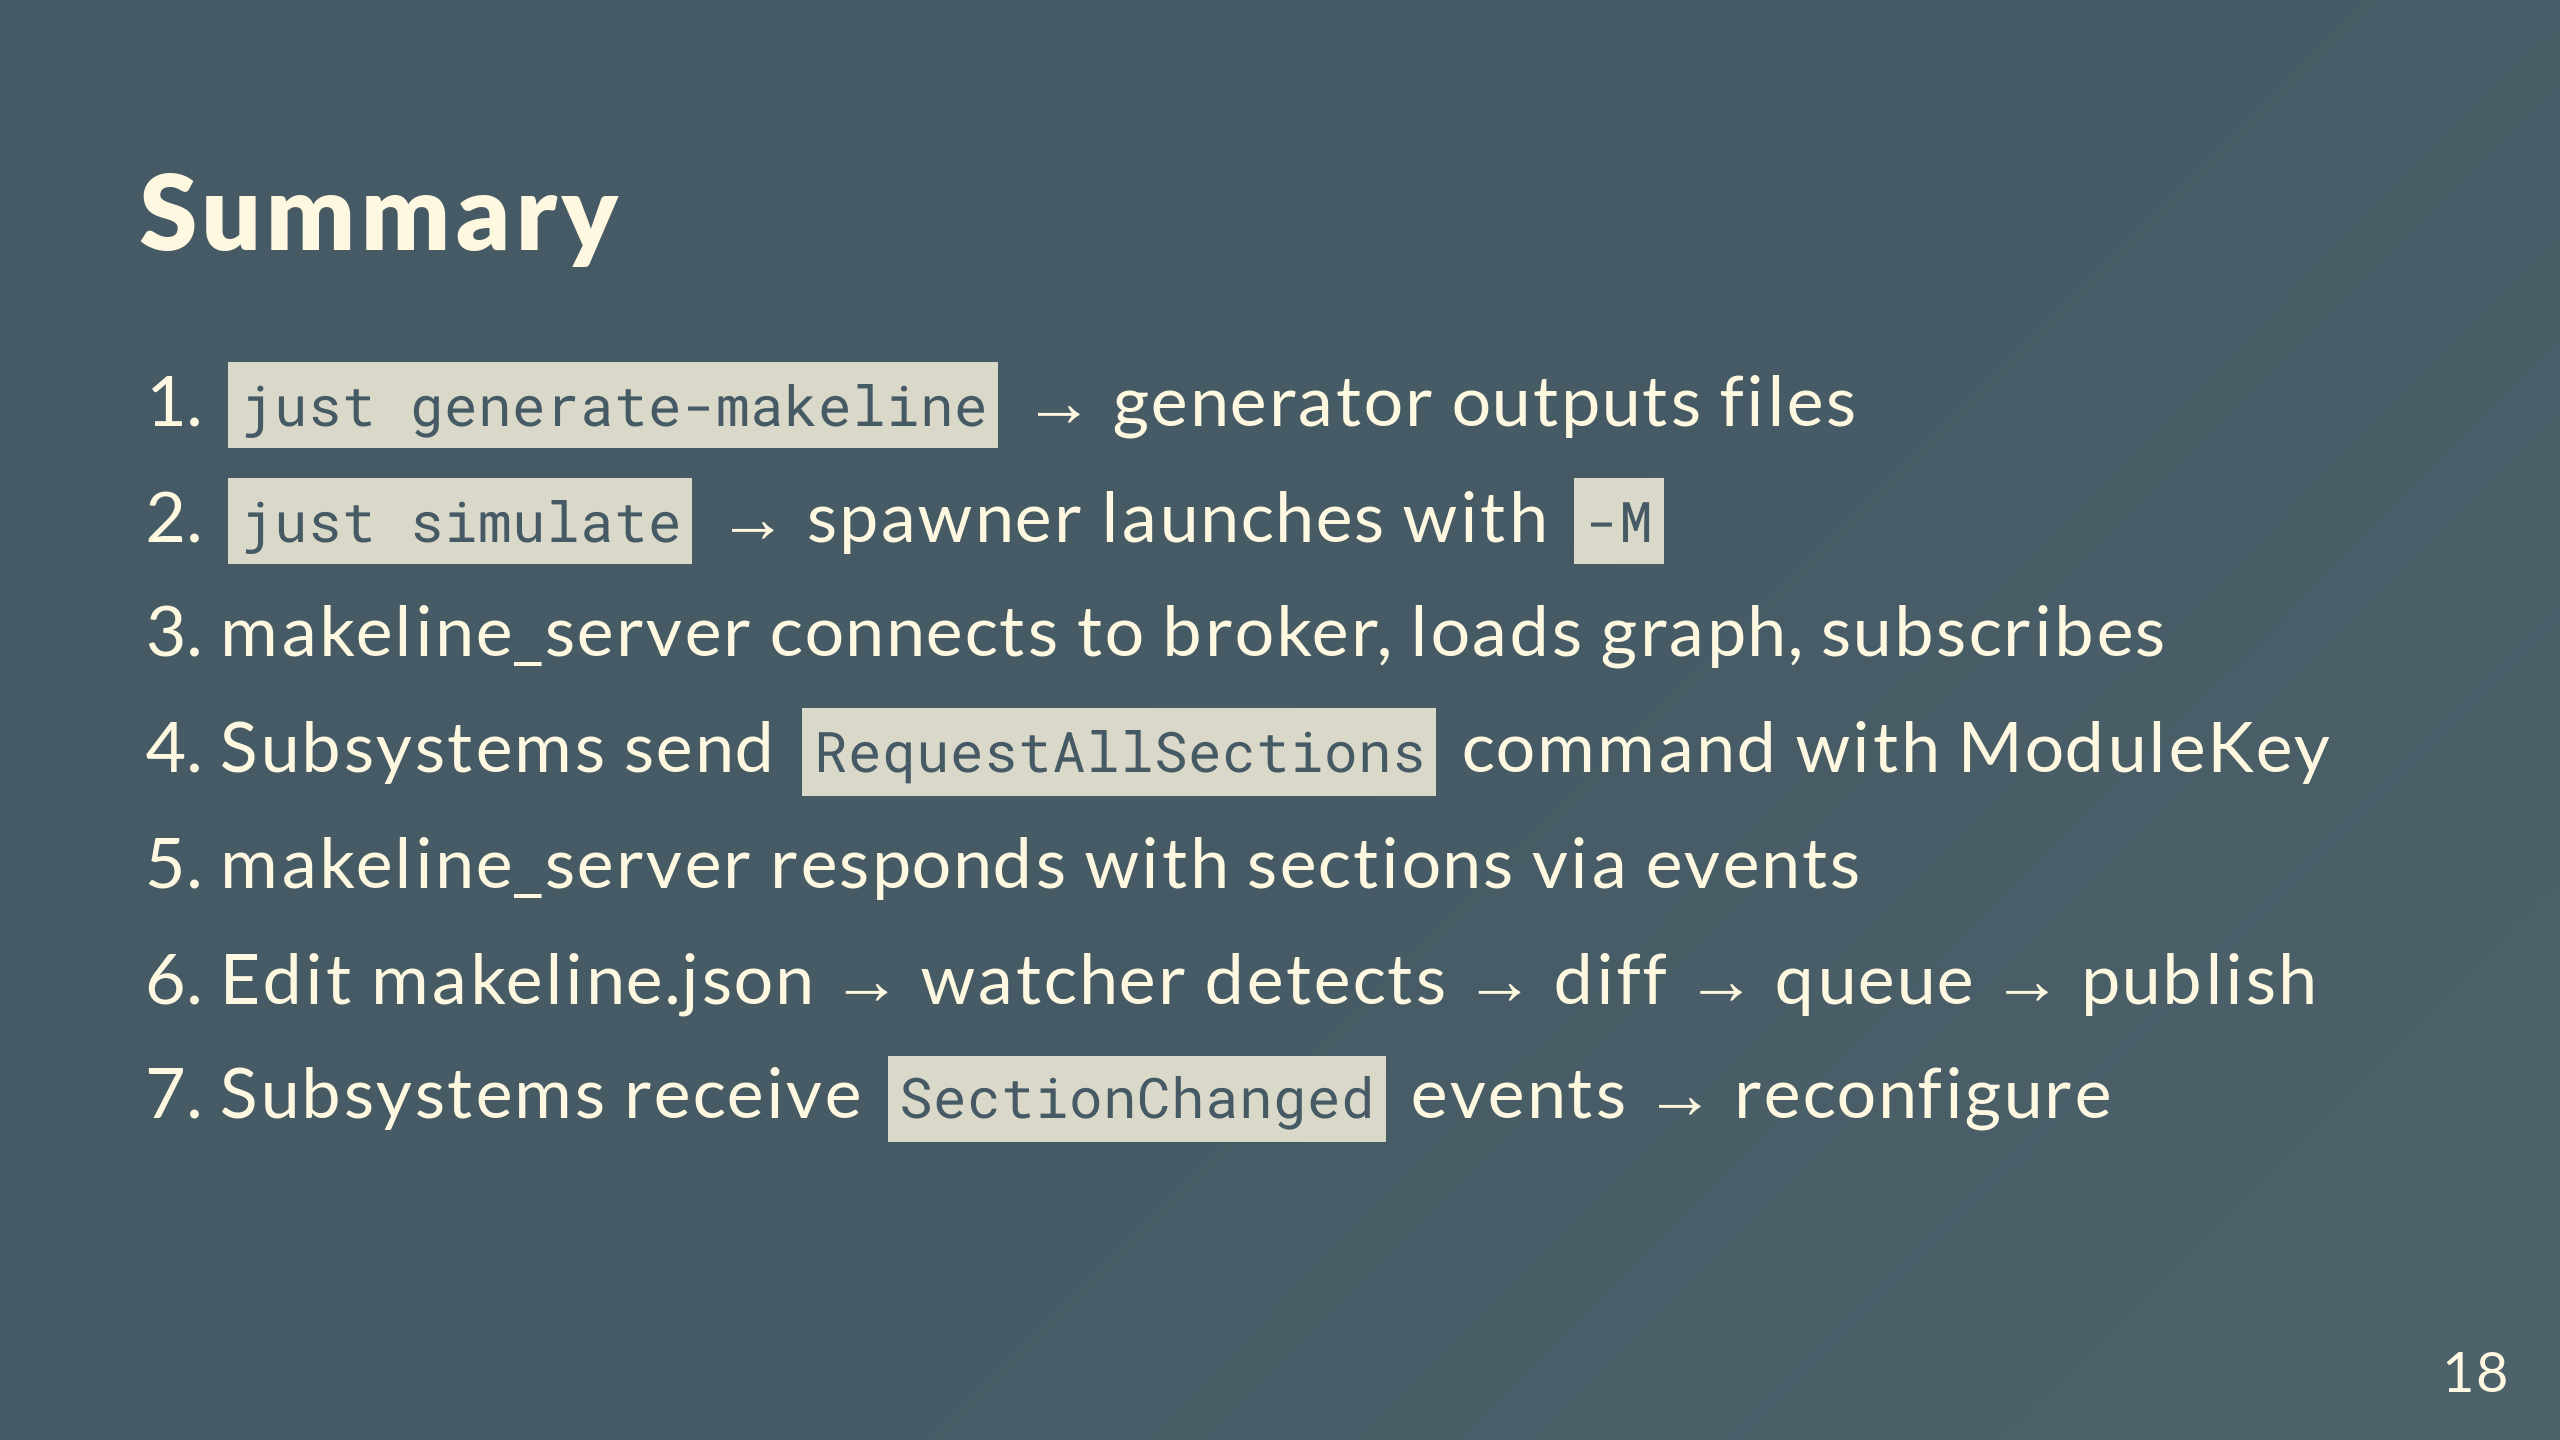 Summary
1. just generate-makeline → generator outputs files
2. just simulate → spawner launches with -M
3. makeline_server connects to broker, loads graph, subscribes
4. Subsystems send RequestAllSections command with ModuleKey
5. makeline_server responds with sections via events
6. Edit makeline.json → watcher detects → diff → queue → publish
7. Subsystems receive SectionChanged events → reconfigure
18